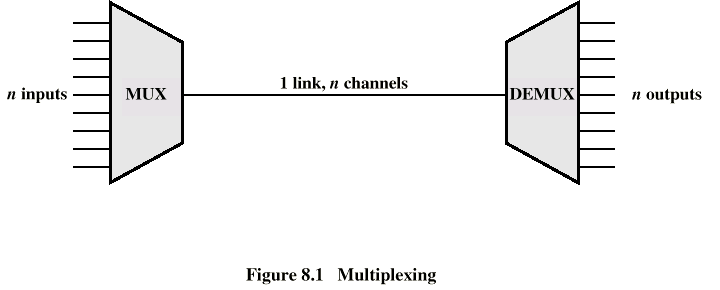 1 link, n channels
n inputs
MUX
DEMUX
n outputs
Figure 8.1 Multiplexing